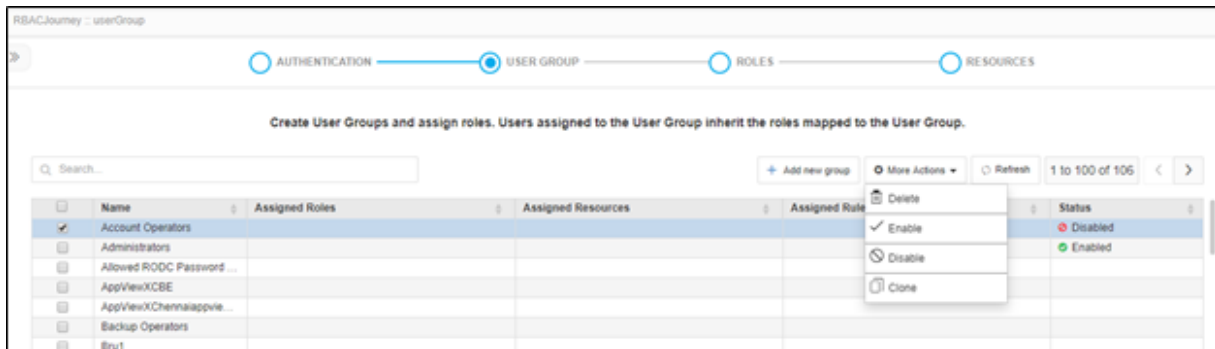 RBACJourney :: userGroup
AUTHENTICATION USER GROUP ROLES RESOURCES
Create User Groups and assign roles. Users assigned to the User Group inherit the roles mapped to the User Group.
Search... + Add new group More Actions Refresh 1 to 100 of 106 < >
Delete
Name Assigned Roles Assigned Resources Assigned Rule Status
Account Operators Enable Disabled
Administrators Enabled
Disable
Allowed RODC Password ...
AppViewXCBE Clone
AppViewXChennaiappvie...
Backup Operators
Bru1